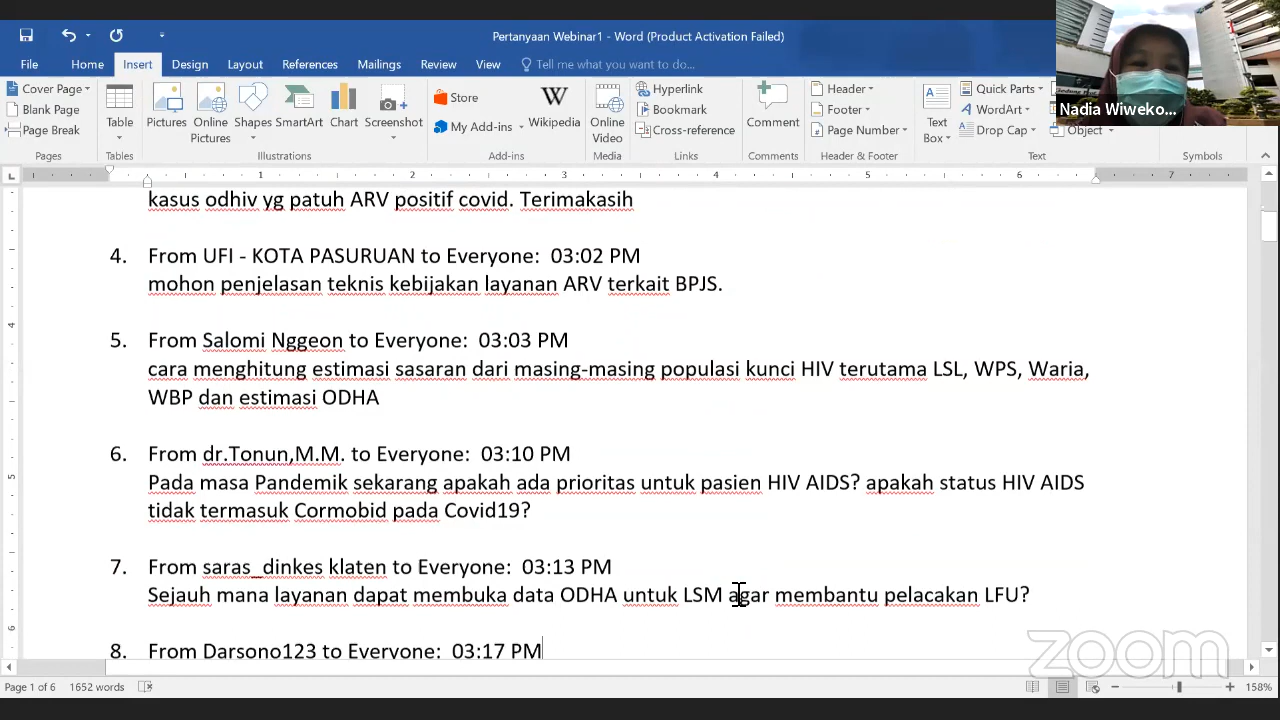 Pertanyaan Webinar1 - Word (Product Activation Failed)
File Home Insert Design Layout References Mailings Review View Tell me what you want to do...
Cover Page
Blank Page
Page Break
Pages
Table
Tables
Pictures
Online Pictures
Shapes
SmartArt
Chart
Screenshot
Illustrations
Store
My Add-ins
Wikipedia
Add-ins
Online Video
Media
Hyperlink
Bookmark
Cross-reference
Links
Comment
Comments
Header
Footer
Page Number
Header & Footer
Text Box
Quick Parts
WordArt
Drop Cap
Object
Text
Symbols
Nadia Wiweko...
1 2 3 4 5 6 7
kasus odhiv yg patuh ARV positif covid. Terimakasih
4. From UFI - KOTA PASURUAN to Everyone: 03:02 PM
mohon penjelasan teknis kebijakan layanan ARV terkait BPJS.
5. From Salomi Nggeon to Everyone: 03:03 PM
cara menghitung estimasi sasaran dari masing-masing populasi kunci HIV terutama LSL, WPS, Waria,
WBP dan estimasi ODHA
6. From dr.Tonun,M.M. to Everyone: 03:10 PM
Pada masa Pandemik sekarang apakah ada prioritas untuk pasien HIV AIDS? apakah status HIV AIDS
tidak termasuk Cormobid pada Covid19?
7. From saras_dinkes klaten to Everyone: 03:13 PM
Sejauh mana layanan dapat membuka data ODHA untuk LSM agar membantu pelacakan LFU?
8. From Darsono123 to Everyone: 03:17 PM
4
5
6
zoom
Page 1 of 6 1652 words 158%